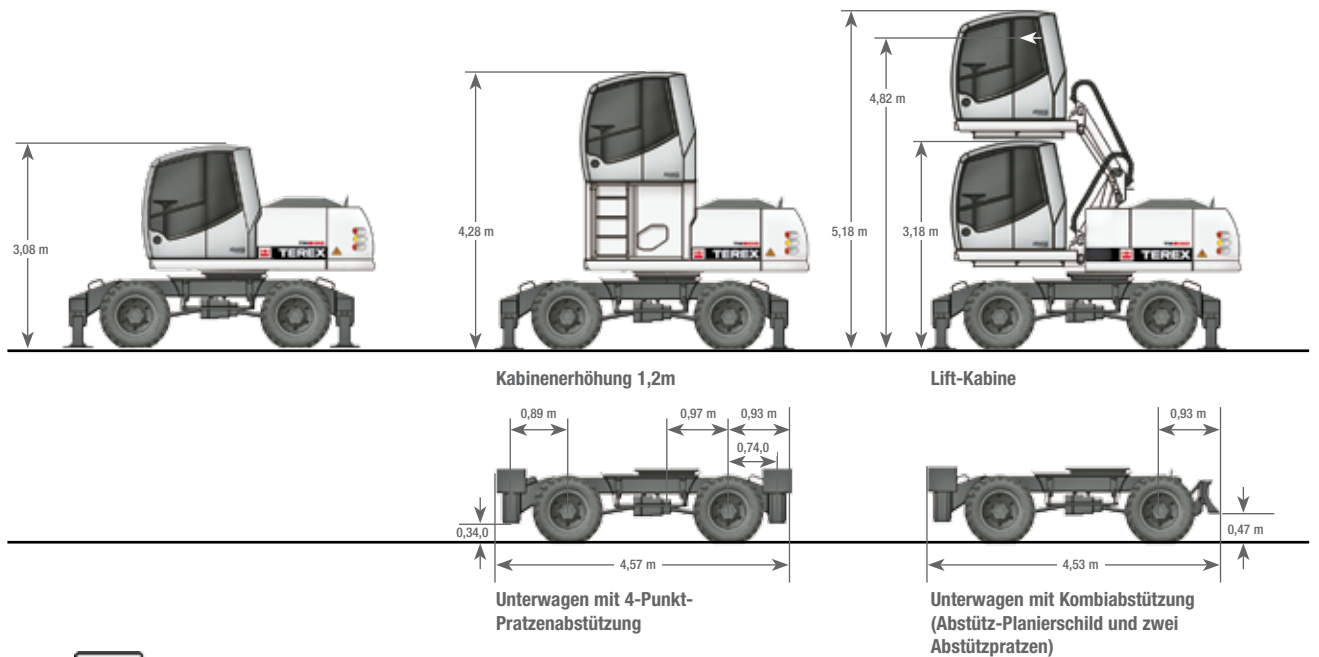 5,18 m
4,82 m
4,28 m
3,18 m
3,08 m
TEREX
TEREX
TEREX
Kabinenerhöhung 1,2m
Lift-Kabine
0,89 m
0,97 m
0,93 m
0,93 m
0,74,0
0,34,0
0,47 m
4,57 m
4,53 m
Unterwagen mit 4-Punkt-
Pratzenabstützung
Unterwagen mit Kombiabstützung
(Abstütz-Planierschild und zwei
Abstützpratzen)